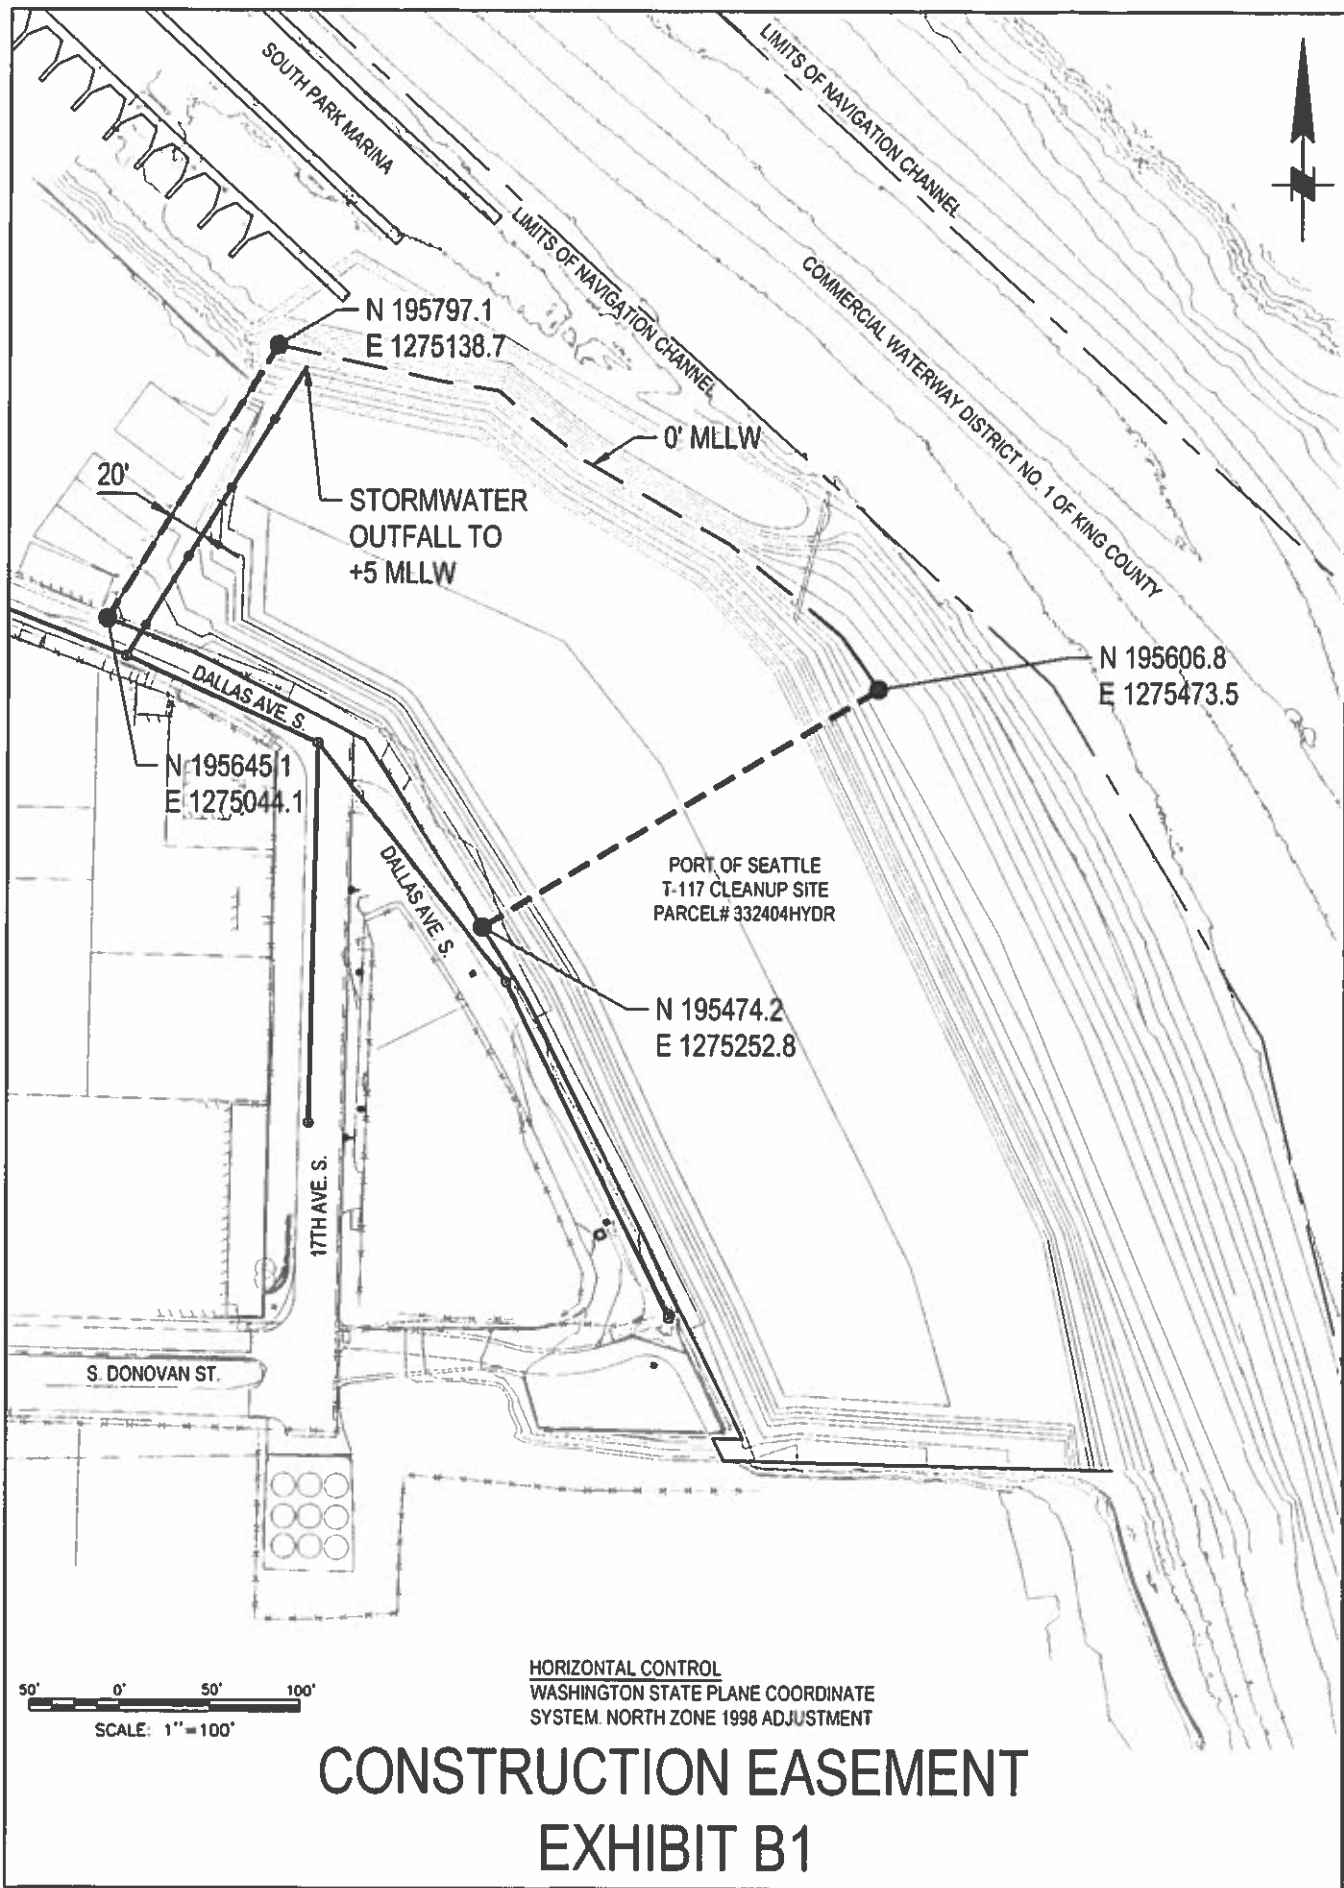 SOUTH PARK MARINA
LIMITS OF NAVIGATION CHANNEL
LIMITS OF NAVIGATION CHANNEL
COMMERCIAL WATERWAY DISTRICT NO. 1 OF KING COUNTY
N 195797.1
E 1275138.7
0' MLLW
20'
STORMWATER
OUTFALL TO
+5 MLLW
N 195606.8
E 1275473.5
DALLAS AVE. S.
N 195645.1
E 1275044.1
DALLAS AVE. S.
PORT OF SEATTLE
T-117 CLEANUP SITE
PARCEL# 332404HYDR
N 195474.2
E 1275252.8
17TH AVE. S.
S. DONOVAN ST.
HORIZONTAL CONTROL
WASHINGTON STATE PLANE COORDINATE
SYSTEM. NORTH ZONE 1998 ADJUSTMENT
50' 0' 50' 100'
SCALE: 1"=100'
CONSTRUCTION EASEMENT
EXHIBIT B1